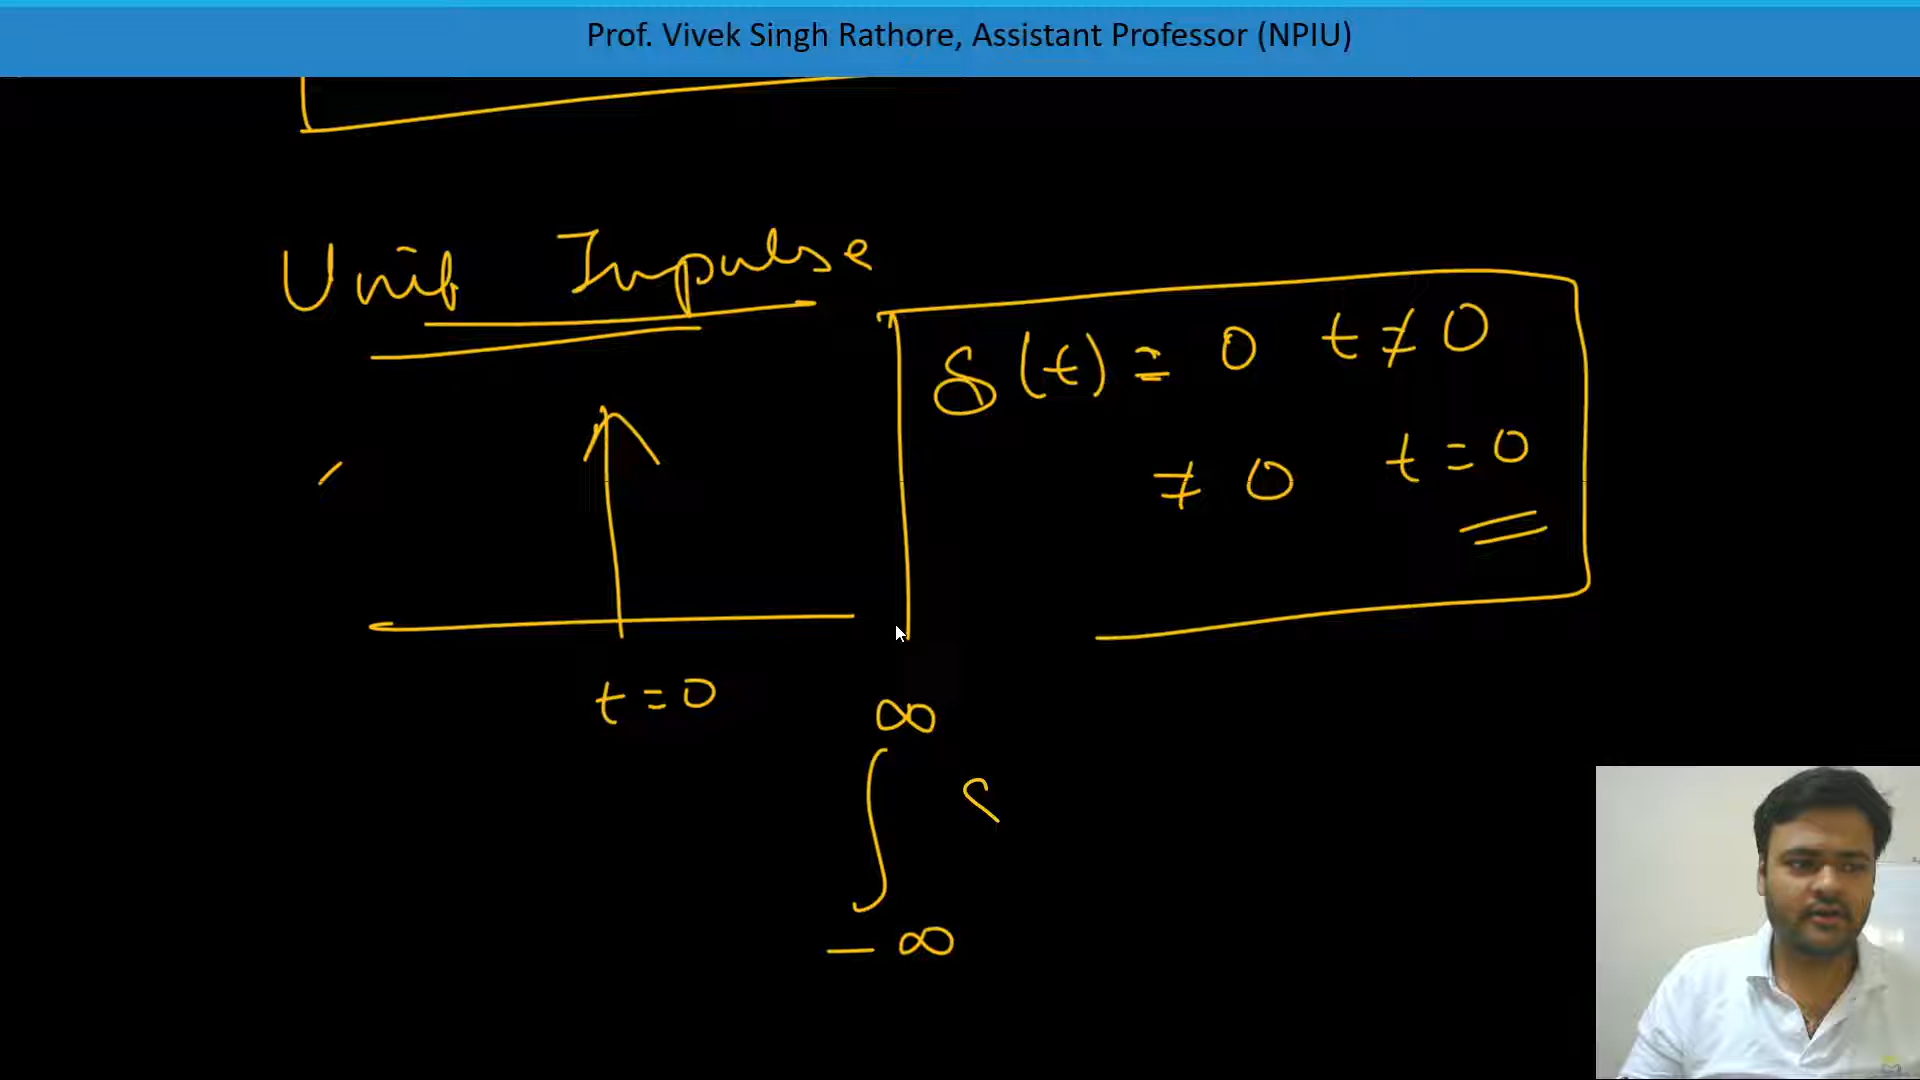 Prof. Vivek Singh Rathore, Assistant Professor (NPIU)
Unit Impulse
δ(t) = 0 t ≠ 0
≠ 0 t = 0
t = 0
∞
∫
- ∞